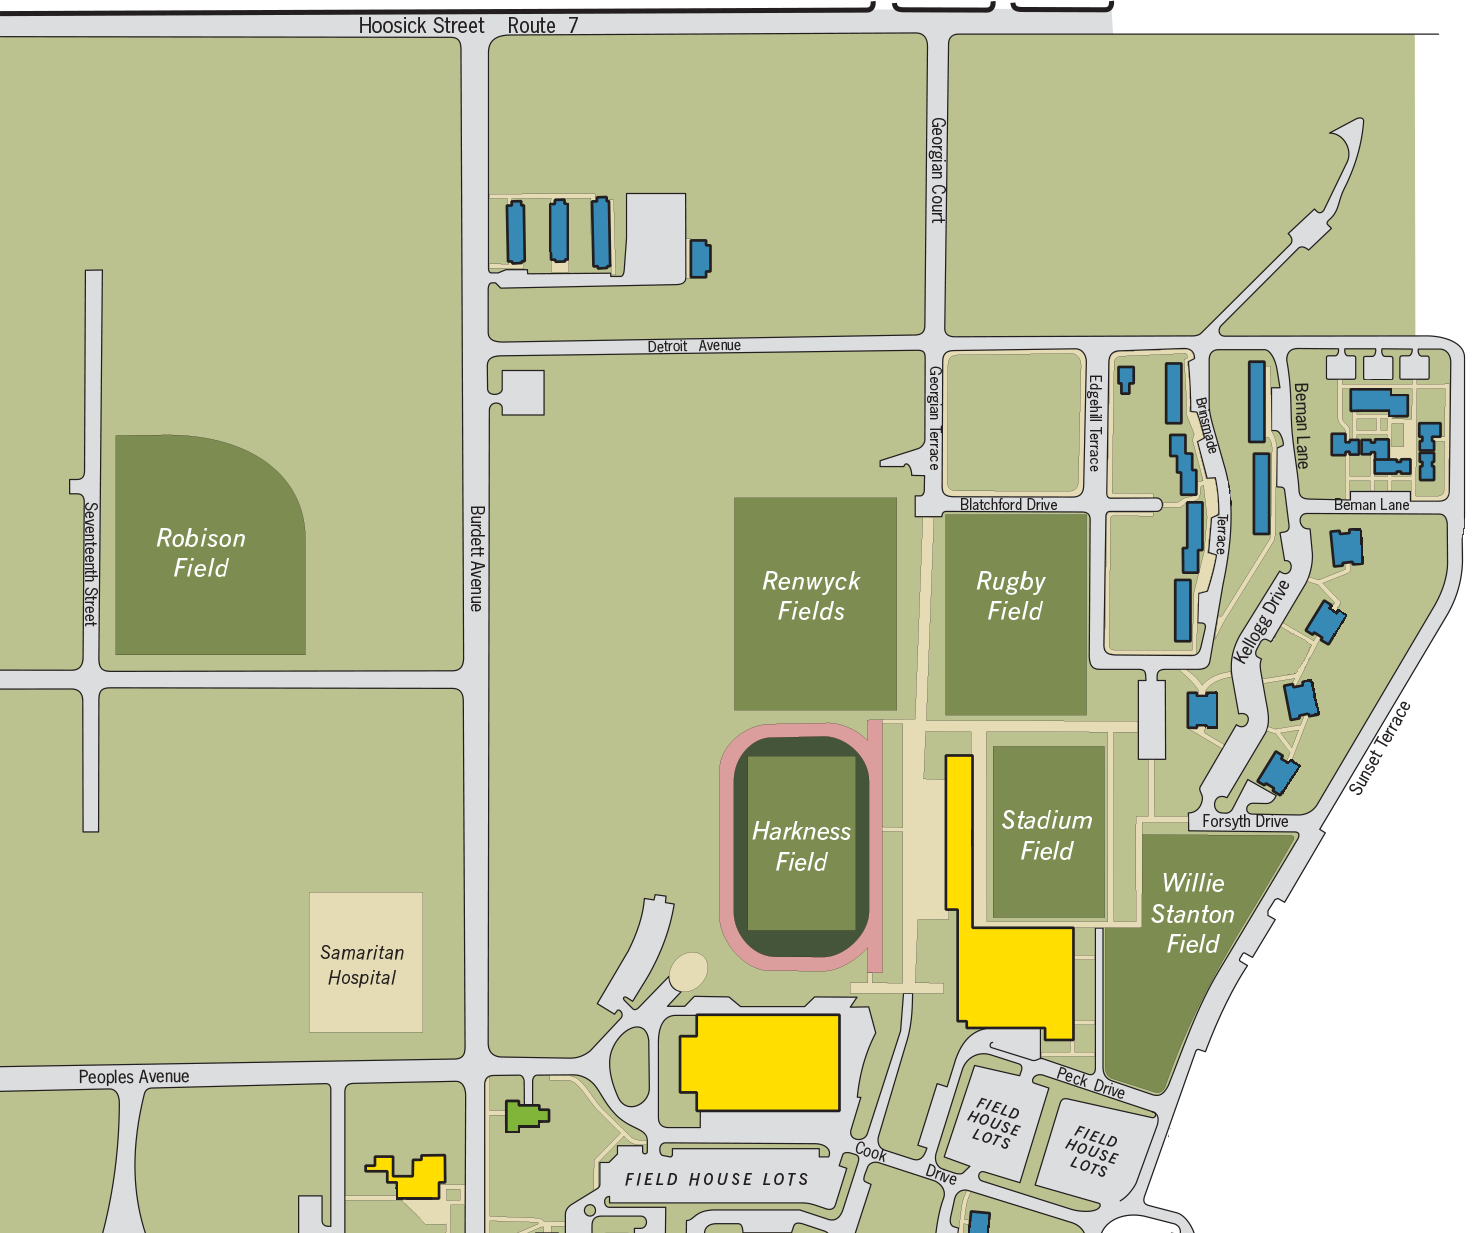 Hoosick Street Route 7
Georgian Court
Detroit Avenue
Georgian Terrace
Edgehill Terrace
Brinsmade
Terrace
Beman Lane
Beman Lane
Blatchford Drive
Seventeenth Street
Burdett Avenue
Robison
Field
Renwyck
Fields
Rugby
Field
Kellogg Drive
Sunset Terrace
Forsyth Drive
Harkness
Field
Stadium
Field
Willie
Stanton
Field
Samaritan
Hospital
Peoples Avenue
Peck Drive
FIELD
HOUSE
LOTS
FIELD
HOUSE
LOTS
Cook
Drive
FIELD HOUSE LOTS